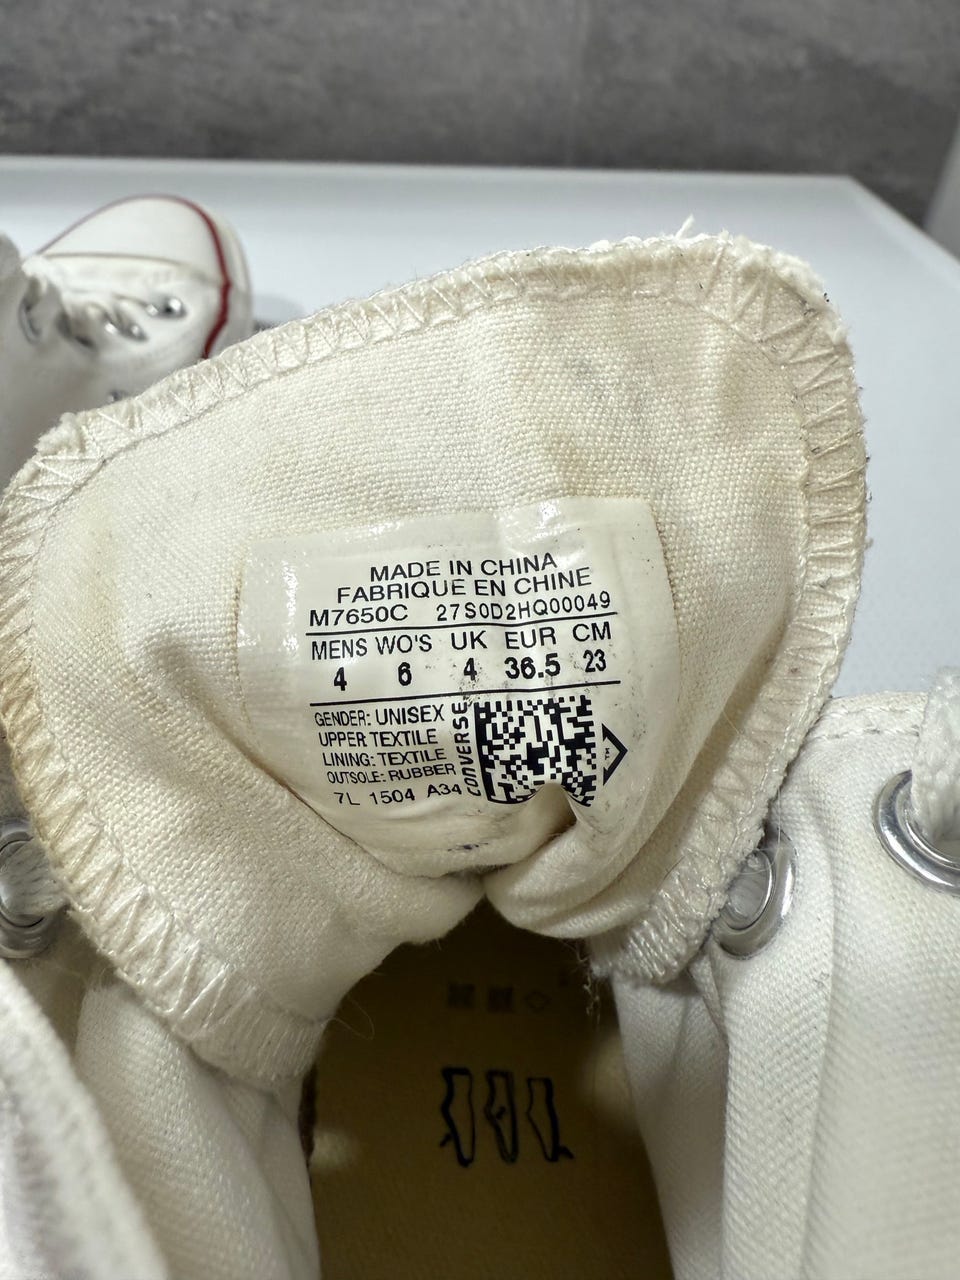 MADE IN CHINA
FABRIQUE EN CHINE
M7650C 27S0D2HQ00049
MENS WO'S UK EUR CM
4 6 4 36.5 23
GENDER: UNISEX
UPPER TEXTILE
LINING: TEXTILE
OUTSOLE: RUBBER
7L 1504 A34
CONVERSE